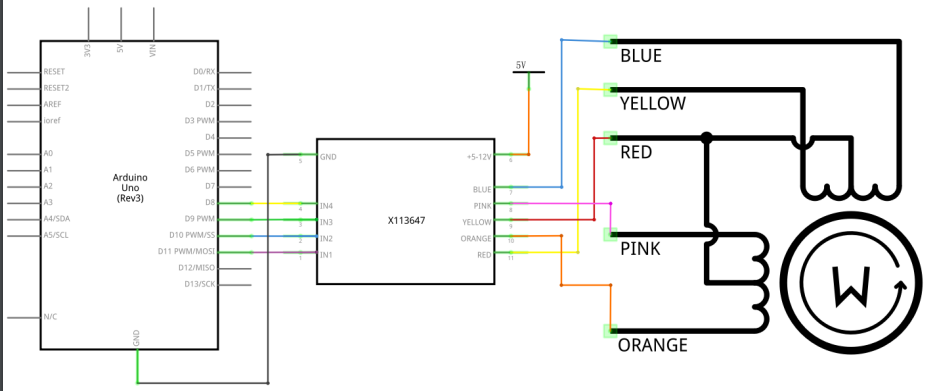 3V3
5V
VIN
RESET
RESET2
AREF
ioref
A0
A1
A2
A3
A4/SDA
A5/SCL
N/C
D0/RX
D1/TX
D2
D3 PWM
D4
D5 PWM
D6 PWM
D7
D8
D9 PWM
D10 PWM/SS
D11 PWM/MOSI
D12/MISO
D13/SCK
Arduino
Uno
(Rev3)
GND
5
4
3
2
1
GND
IN4
IN3
IN2
IN1
X113647
+5-12V
BLUE
PINK
YELLOW
ORANGE
RED
6
7
8
9
10
11
5V
BLUE
YELLOW
RED
PINK
ORANGE
W